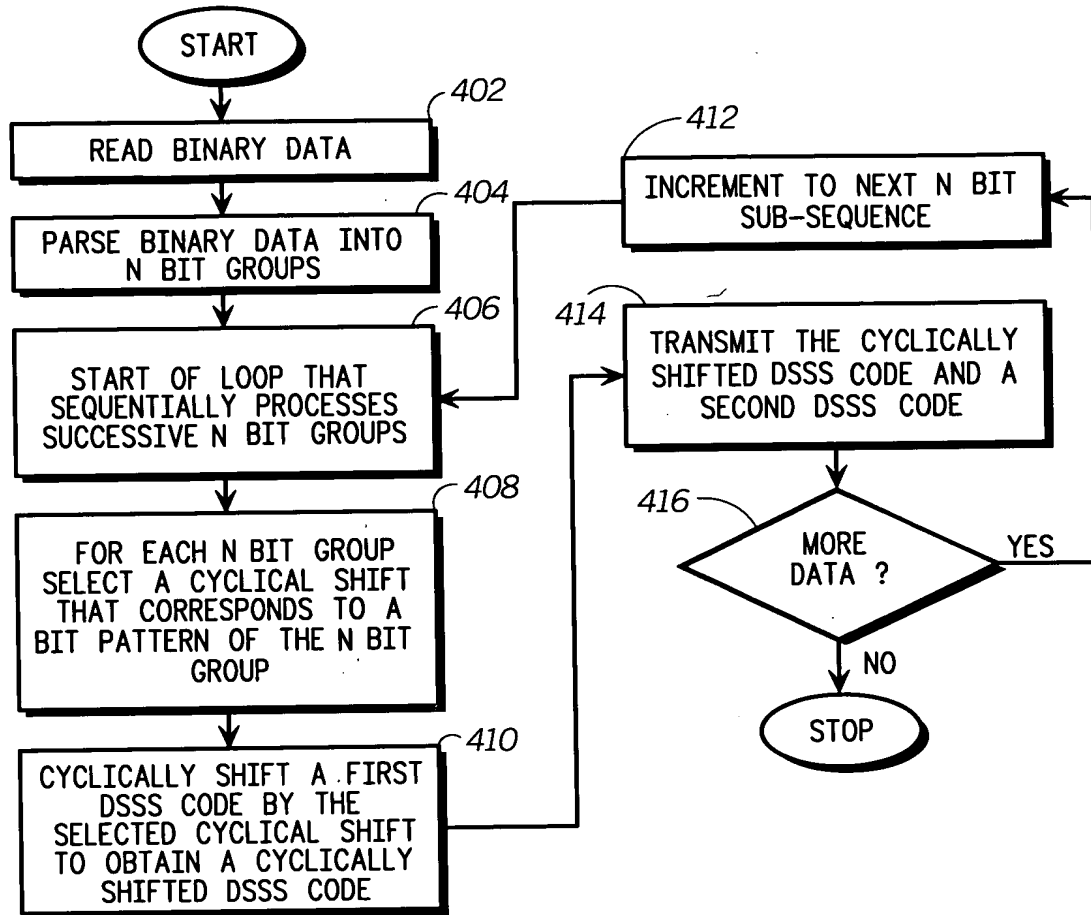 START
402
READ BINARY DATA
404
PARSE BINARY DATA INTO
N BIT GROUPS
406
START OF LOOP THAT
SEQUENTIALLY PROCESSES
SUCCESSIVE N BIT GROUPS
408
FOR EACH N BIT GROUP
SELECT A CYCLICAL SHIFT
THAT CORRESPONDS TO A
BIT PATTERN OF THE N BIT
GROUP
410
CYCLICALLY SHIFT A FIRST
DSSS CODE BY THE
SELECTED CYCLICAL SHIFT
TO OBTAIN A CYCLICALLY
SHIFTED DSSS CODE
412
INCREMENT TO NEXT N BIT
SUB-SEQUENCE
414
TRANSMIT THE CYCLICALLY
SHIFTED DSSS CODE AND A
SECOND DSSS CODE
416
MORE
DATA ?
YES
NO
STOP